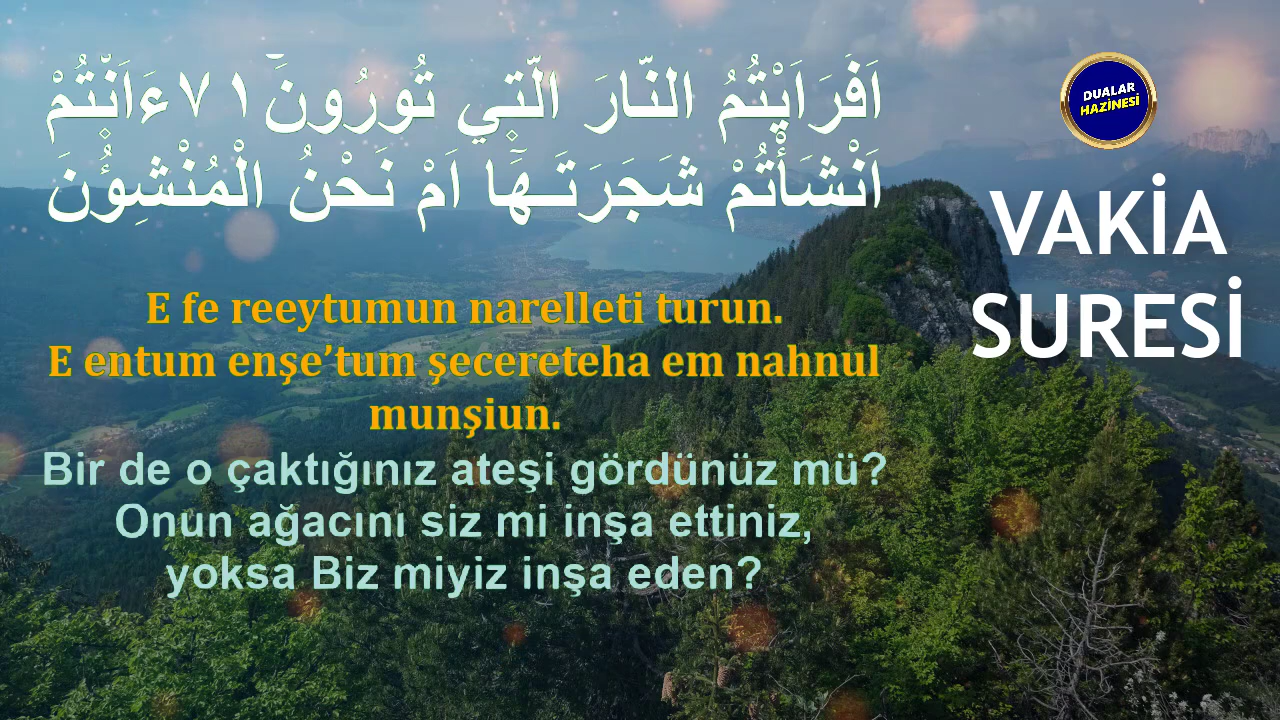 اَفَرَاَيْتُمُ النَّارَ الَّتٖي تُورُونَۜ ٧١ ءَاَنْتُمْ
اَنْشَأْتُمْ شَجَرَتَـهَٓا اَمْ نَحْنُ الْمُنْشِؤُ۫نَ
E fe reeytumun narelleti turun.
E entum enşe’tum şecereteha em nahnul
munşiun.
Bir de o çaktığınız ateşi gördünüz mü?
Onun ağacını siz mi inşa ettiniz,
yoksa Biz miyiz inşa eden?
DUALAR
HAZİNESİ
VAKİA
SURESİ